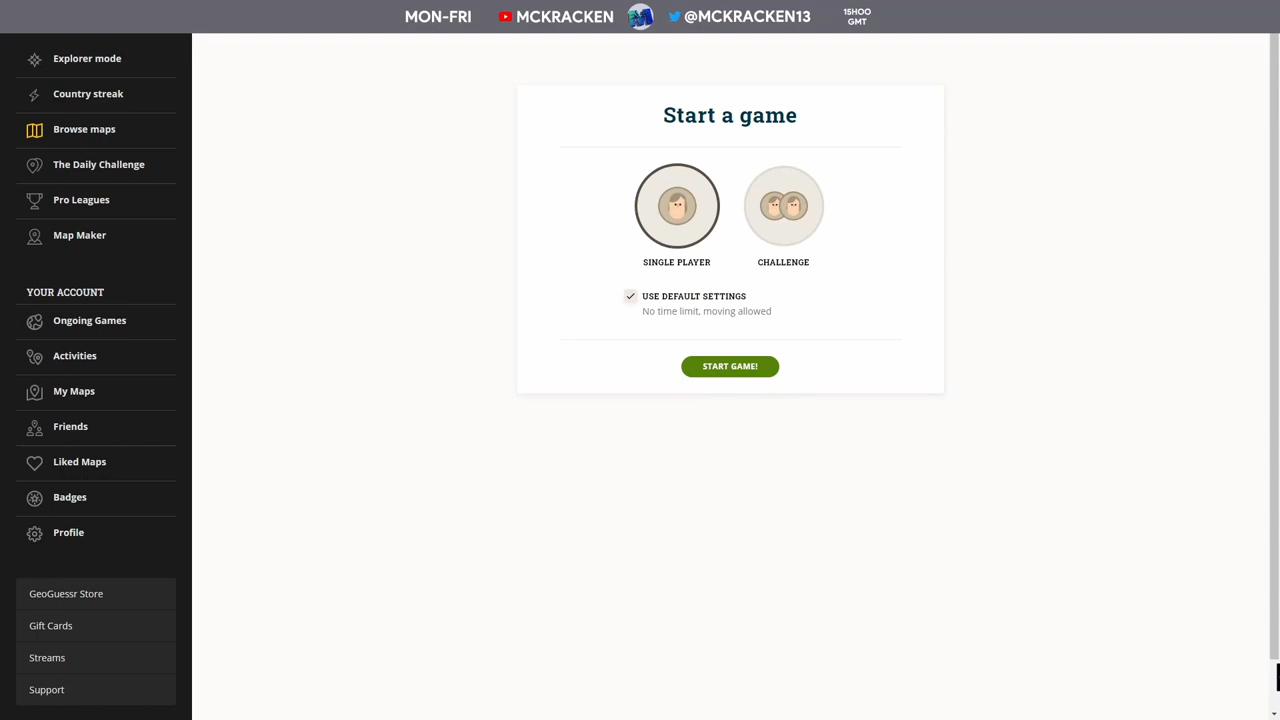 MON-FRI MCKRACKEN @MCKRACKEN13 15HOO
GMT
Explorer mode
Country streak
Browse maps
The Daily Challenge
Pro Leagues
Map Maker
YOUR ACCOUNT
Ongoing Games
Activities
My Maps
Friends
Liked Maps
Badges
Profile
GeoGuessr Store
Gift Cards
Streams
Support
Start a game
SINGLE PLAYER CHALLENGE
USE DEFAULT SETTINGS
No time limit, moving allowed
START GAME!